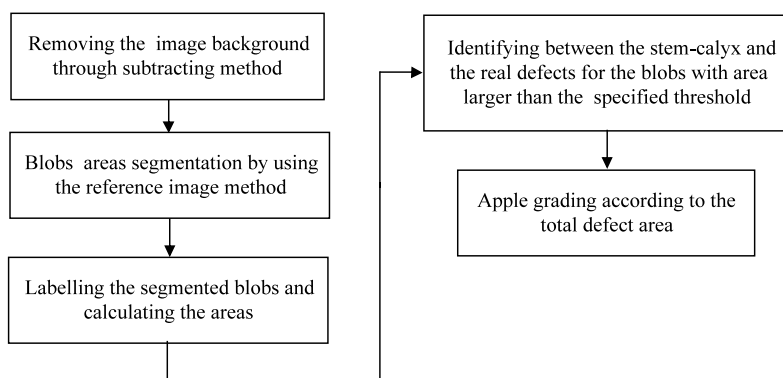 Removing the image background
through subtracting method
Blobs areas segmentation by using
the reference image method
Labelling the segmented blobs and
calculating the areas
Identifying between the stem-calyx and
the real defects for the blobs with area
larger than the specified threshold
Apple grading according to the
total defect area